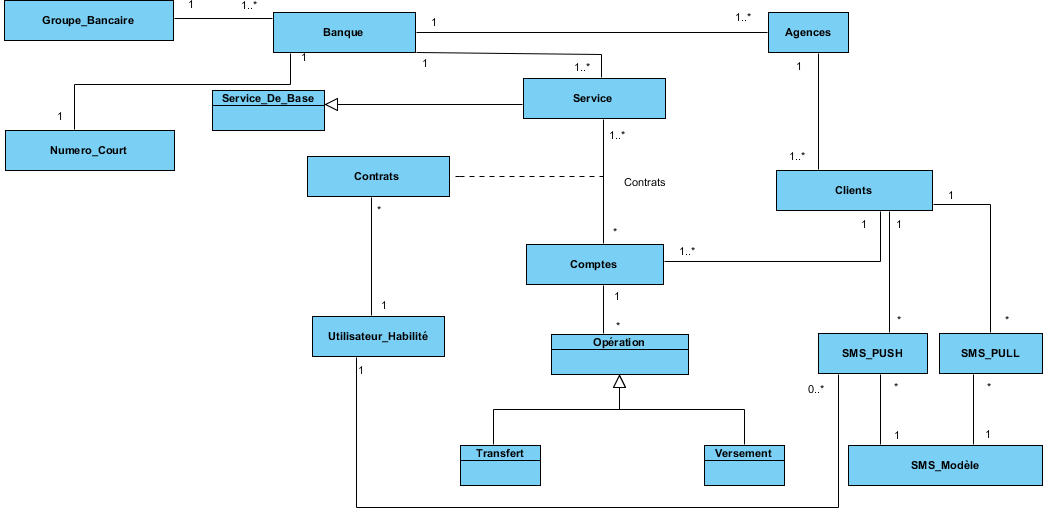 Groupe_Bancaire
1
1..*
Banque
1
1..*
Agences
1
1
1..*
1
1
1..*
Service_De_Base
Service
Numero_Court
1..*
Contrats
Contrats
Clients
1
*
*
1..*
1
1
1
Comptes
1
*
1
Utilisateur_Habilité
1
Opération
*
*
SMS_PUSH
SMS_PULL
0..*
*
*
1
1
Transfert
Versement
SMS_Modèle